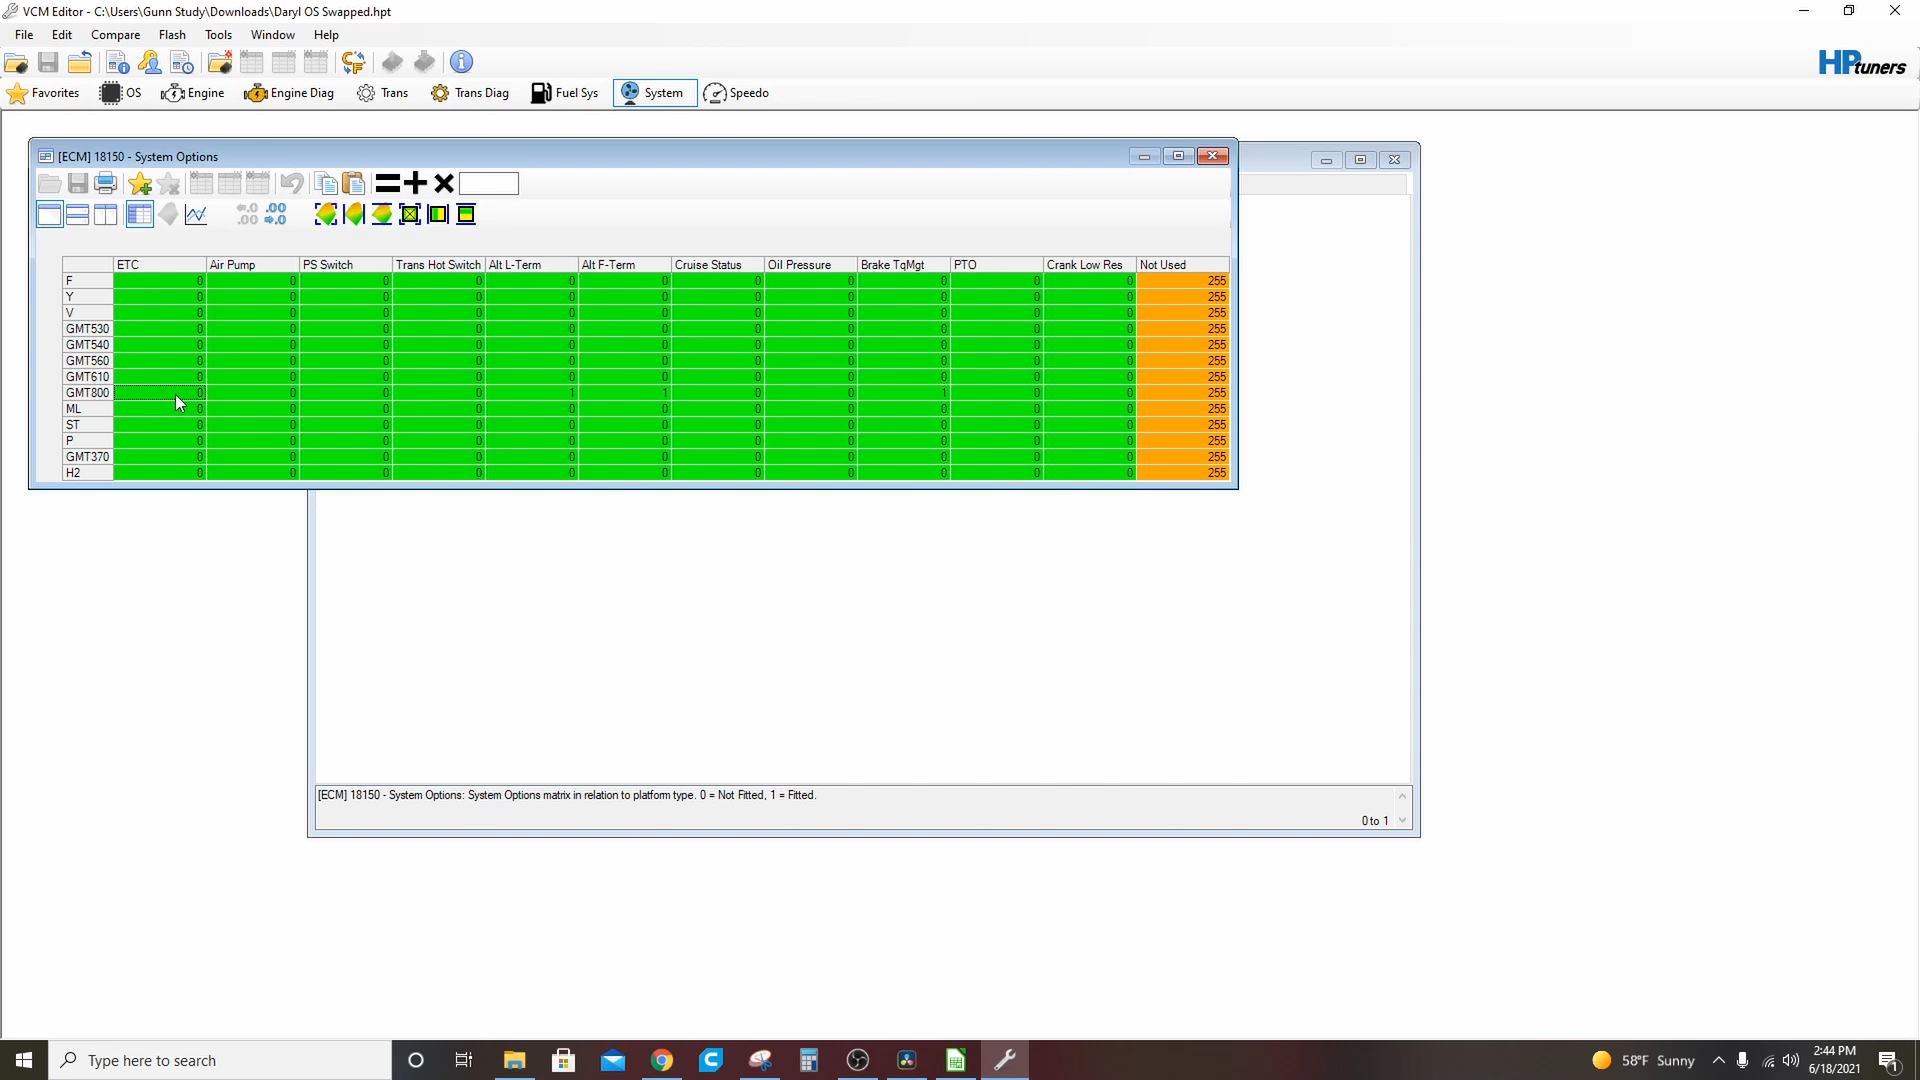 VCM Editor - C:\Users\Gunn Study\Downloads\Daryl OS Swapped.hpt
File Edit Compare Flash Tools Window Help
HPtuners
Favorites OS Engine Engine Diag Trans Trans Diag Fuel Sys System Speedo
[ECM] 18150 - System Options
ETC Air Pump PS Switch Trans Hot Switch Alt L-Term Alt F-Term Cruise Status Oil Pressure Brake TqMgt PTO Crank Low Res Not Used
F 0 0 0 0 0 0 0 0 0 0 0 255
Y 0 0 0 0 0 0 0 0 0 0 0 255
V 0 0 0 0 0 0 0 0 0 0 0 255
GMT530 0 0 0 0 0 0 0 0 0 0 0 255
GMT540 0 0 0 0 0 0 0 0 0 0 0 255
GMT560 0 0 0 0 0 0 0 0 0 0 0 255
GMT610 0 0 0 0 0 0 0 0 0 0 0 255
GMT800 0 0 0 0 1 1 0 0 1 0 0 255
ML 0 0 0 0 0 0 0 0 0 0 0 255
ST 0 0 0 0 0 0 0 0 0 0 0 255
P 0 0 0 0 0 0 0 0 0 0 0 255
GMT370 0 0 0 0 0 0 0 0 0 0 0 255
H2 0 0 0 0 0 0 0 0 0 0 0 255
[ECM] 18150 - System Options: System Options matrix in relation to platform type. 0 = Not Fitted, 1 = Fitted.
0 to 1
Type here to search
58°F Sunny
2:44 PM
6/18/2021
1